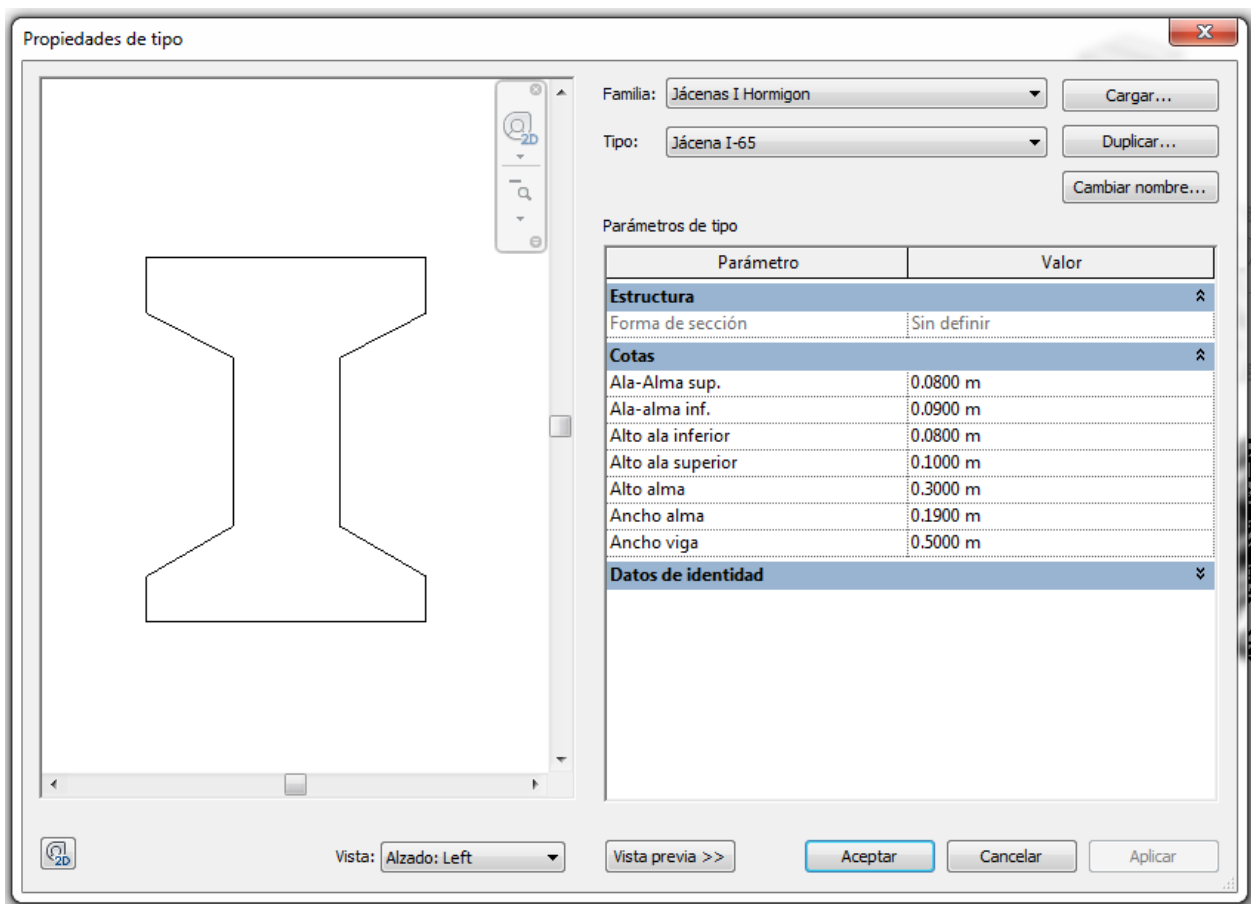 Propiedades de tipo
x
2D
Familia: Jácenas I Hormigon Cargar...
Tipo: Jácena I-65 Duplicar...
Cambiar nombre...
Parámetros de tipo
Parámetro Valor
Estructura
Forma de sección Sin definir
Cotas
Ala-Alma sup. 0.0800 m
Ala-alma inf. 0.0900 m
Alto ala inferior 0.0800 m
Alto ala superior 0.1000 m
Alto alma 0.3000 m
Ancho alma 0.1900 m
Ancho viga 0.5000 m
Datos de identidad
2D Vista: Alzado: Left Vista previa >> Aceptar Cancelar Aplicar